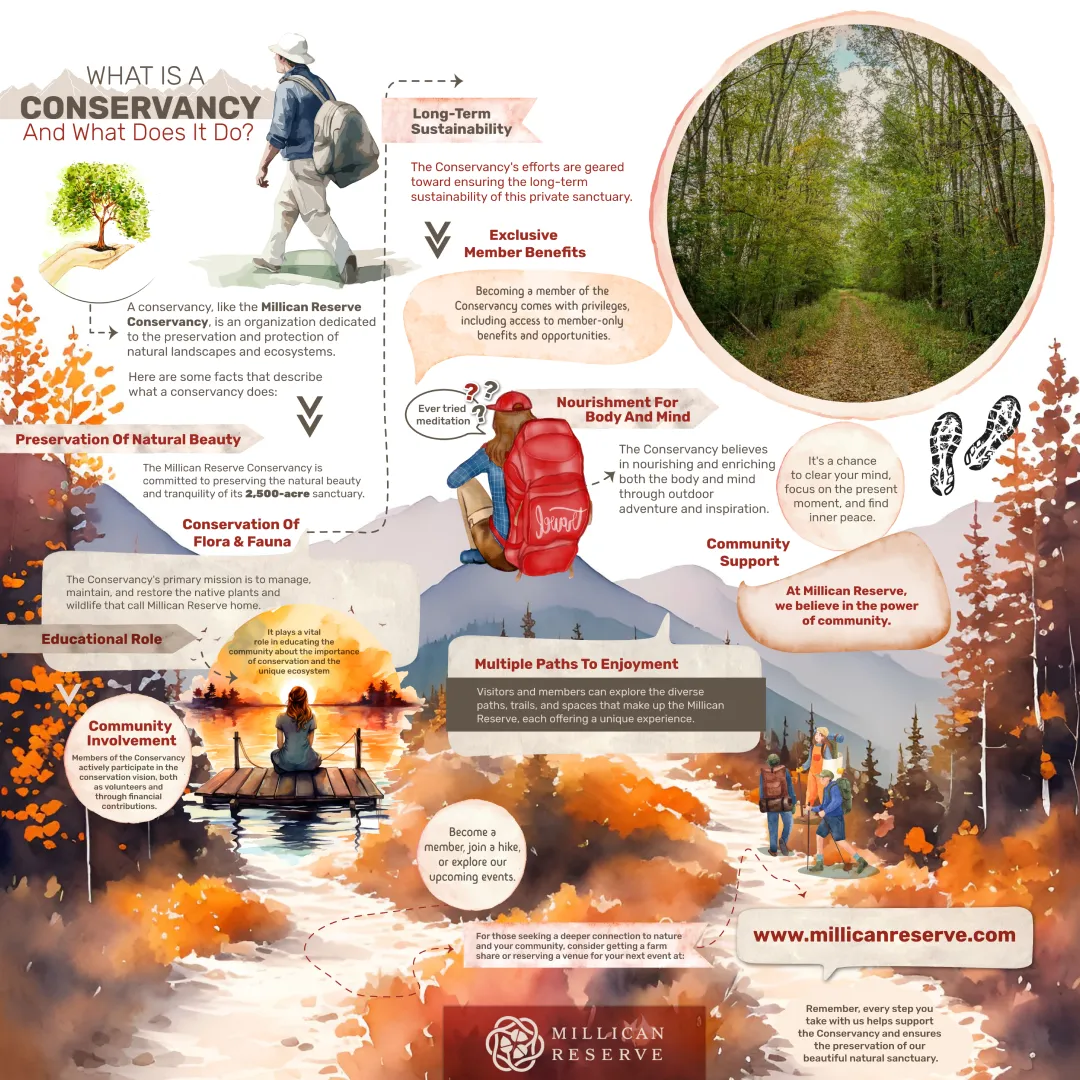 WHAT IS A
CONSERVANCY
And What Does It Do?
A conservancy, like the Millican Reserve
Conservancy, is an organization dedicated
to the preservation and protection of
natural landscapes and ecosystems.
Here are some facts that describe
what a conservancy does:
Preservation Of Natural Beauty
The Millican Reserve Conservancy is
committed to preserving the natural beauty
and tranquility of its 2,500-acre sanctuary.
Conservation Of
Flora & Fauna
The Conservancy's primary mission is to manage,
maintain, and restore the native plants and
wildlife that call Millican Reserve home.
Educational Role
It plays a vital
role in educating the
community about the importance
of conservation and the
unique ecosystem
Community
Involvement
Members of the Conservancy
actively participate in the
conservation vision, both
as volunteers and
through financial
contributions.
Long-Term
Sustainability
The Conservancy's efforts are geared
toward ensuring the long-term
sustainability of this private sanctuary.
Exclusive
Member Benefits
Becoming a member of the
Conservancy comes with privileges,
including access to member-only
benefits and opportunities.
Ever tried
meditation
? ?
?
Travel
Nourishment For
Body And Mind
The Conservancy believes
in nourishing and enriching
both the body and mind
through outdoor
adventure and inspiration.
It's a chance
to clear your mind,
focus on the present
moment, and find
inner peace.
Community
Support
At Millican Reserve,
we believe in the power
of community.
Multiple Paths To Enjoyment
Visitors and members can explore the diverse
paths, trails, and spaces that make up the Millican
Reserve, each offering a unique experience.
Become a
member, join a hike,
or explore our
upcoming events.
For those seeking a deeper connection to nature
and your community, consider getting a farm
share or reserving a venue for your next event at:
www.millicanreserve.com
Remember, every step you
take with us helps support
the Conservancy and ensures
the preservation of our
beautiful natural sanctuary.
MILLICAN
RESERVE